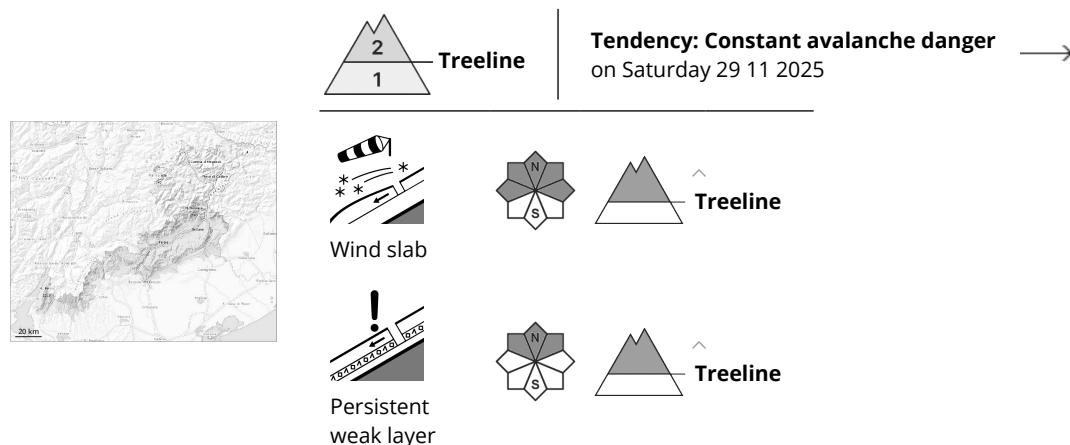 2
1
Treeline
Tendency: Constant avalanche danger
on Saturday 29 11 2025
N
S
Treeline
Wind slab
20 km
N
S
Treeline
Persistent
weak layer